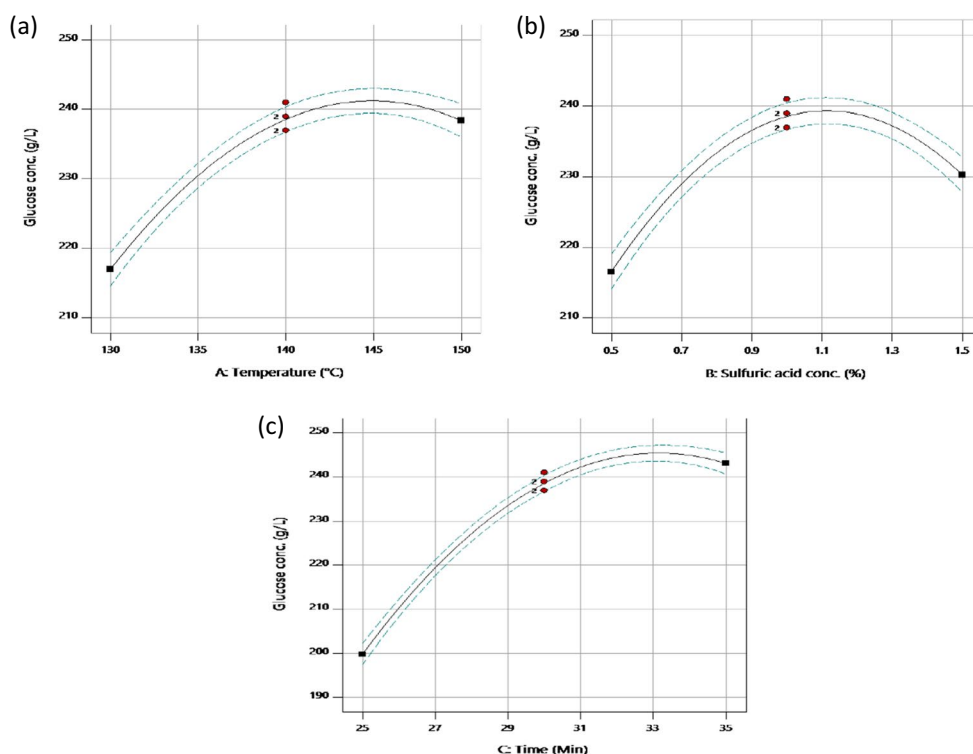 (a)
250
240
230
220
210
Glucose conc. (g/L)
2
2
130 135 140 145 150
A: Temperature (°C)
(b)
250
240
230
220
210
Glucose conc. (g/L)
2
2
0.5 0.7 0.9 1.1 1.3 1.5
B: Sulfuric acid conc. (%)
(c)
250
240
230
220
210
200
190
Glucose conc. (g/L)
2
2
25 27 29 31 33 35
C: Time (Min)